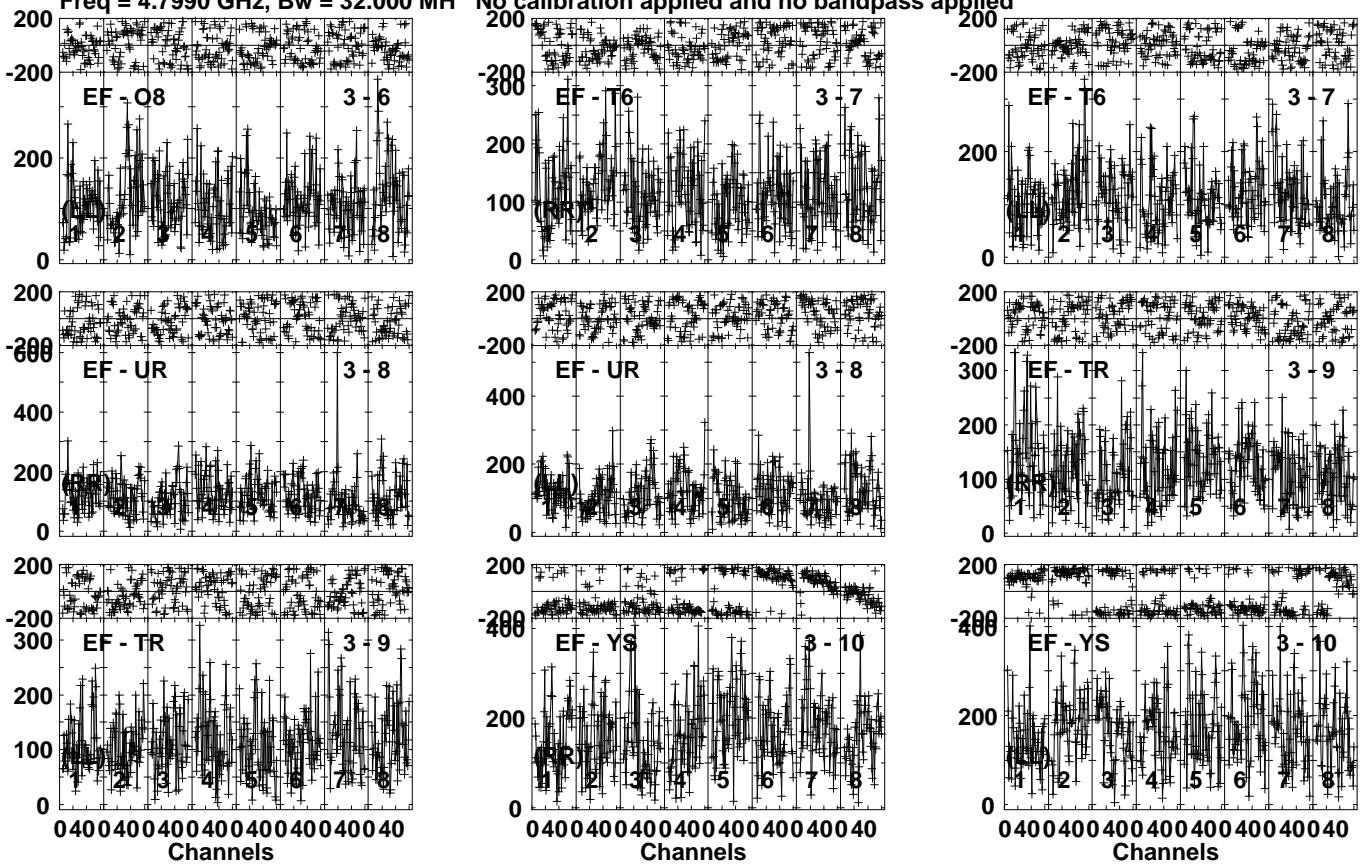 Freq = 4.7990 GHz, Bw = 32.000 MH No calibration applied and no bandpass applied
200 200 200
-200 -200 -200
EF - O8 3 - 6 300 EF - T6 3 - 7 EF - T6 3 - 7
200 200 200
100 100 100
(LL) (RR) (LL)
1 2 3 4 5 6 7 8 1 2 3 4 5 6 7 8 1 2 3 4 5 6 7 8
0 0 0
200 200 200
-200 -200 -200
600 EF - UR 3 - 8 EF - UR 3 - 8 300 EF - TR 3 - 9
400 400 200
200 200 100
(RR) (LL) (RR)
1 2 3 4 5 6 7 8 1 2 3 4 5 6 7 8 1 2 3 4 5 6 7 8
0 0 0
200 200 200
-200 -200 -200
300 EF - TR 3 - 9 400 EF - YS 3 - 10 400 EF - YS 3 - 10
200 200 200
100
(LL) (RR) (LL)
1 2 3 4 5 6 7 8 1 2 3 4 5 6 7 8 1 2 3 4 5 6 7 8
0 0 0
0 40 0 40 0 40 0 40 0 40 0 40 0 40 0 40 0 40 0 40 0 40 0 40 0 40 0 40 0 40 0 40 0 40 0 40 0 40 0 40 0 40 0 40 0 40 0 40
Channels Channels Channels